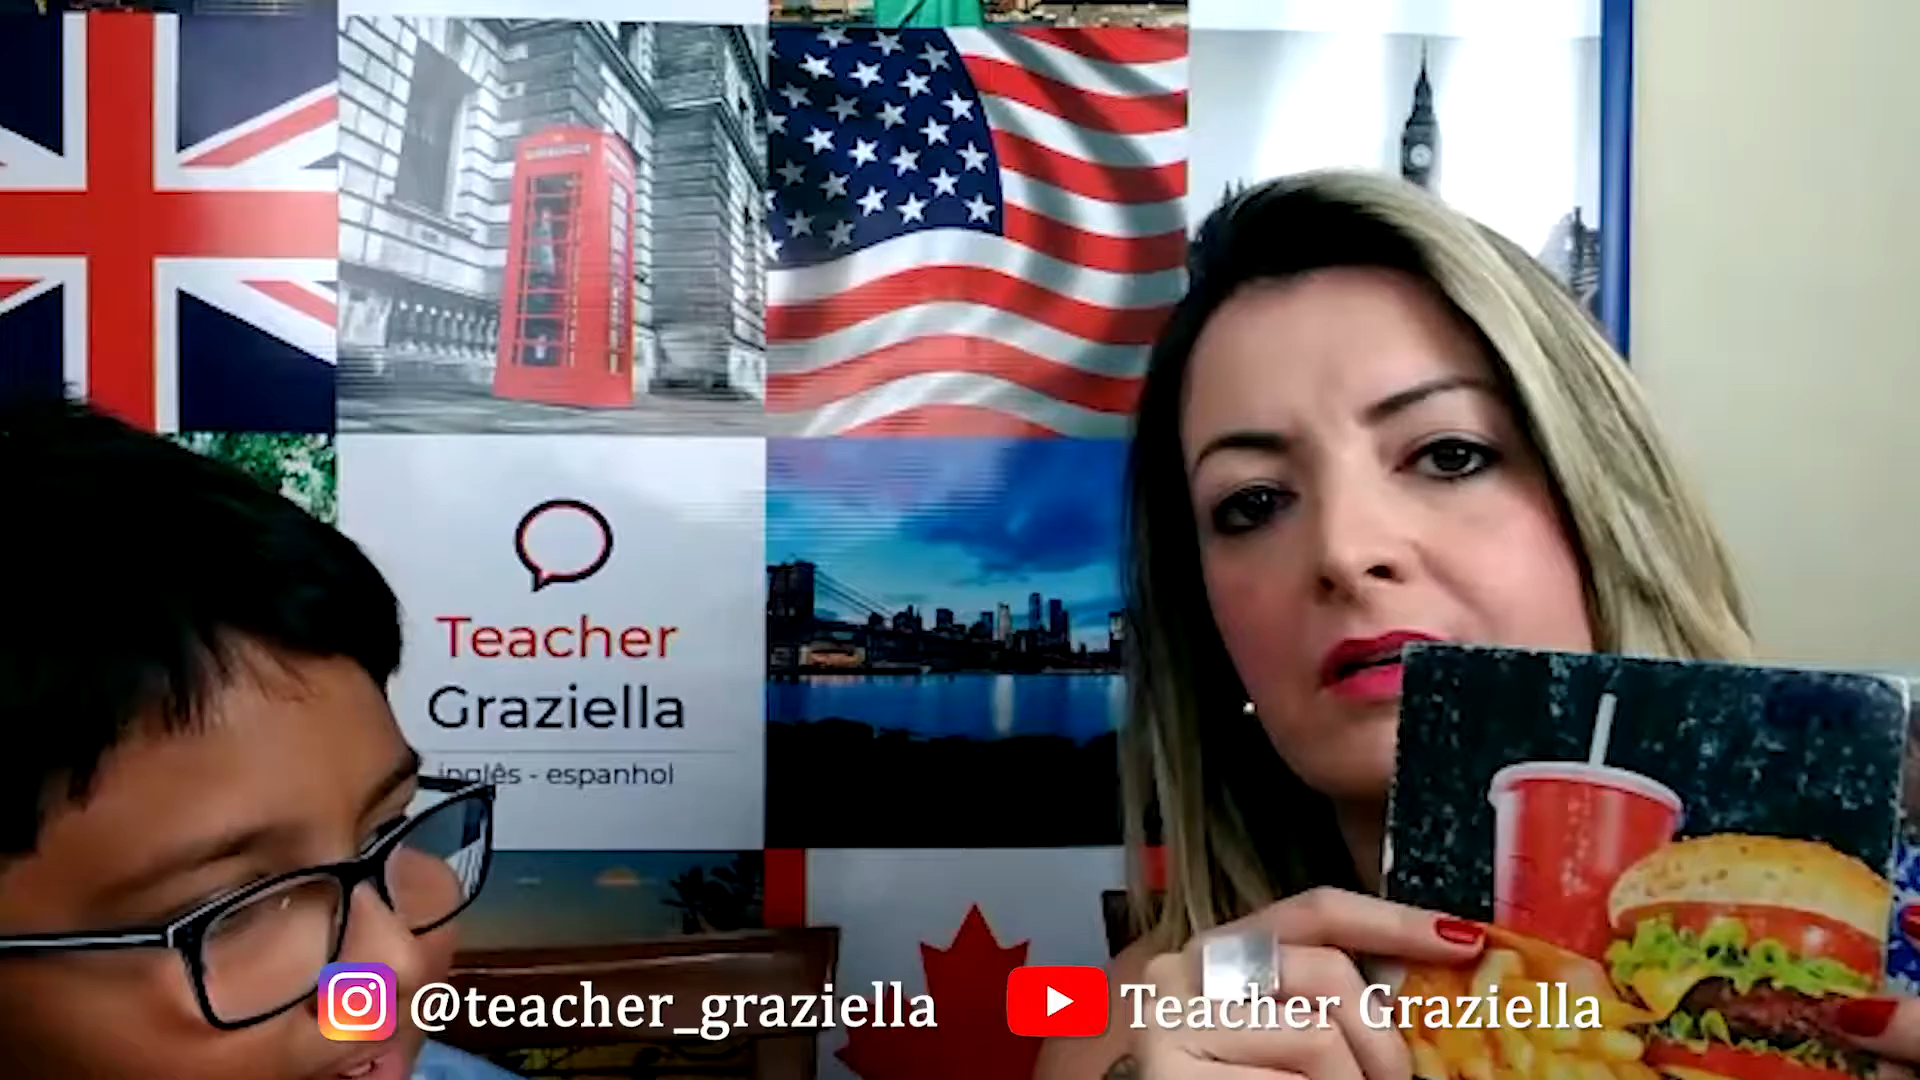 Teacher
Graziella
inglês - espanhol
@teacher_graziella
Teacher Graziella